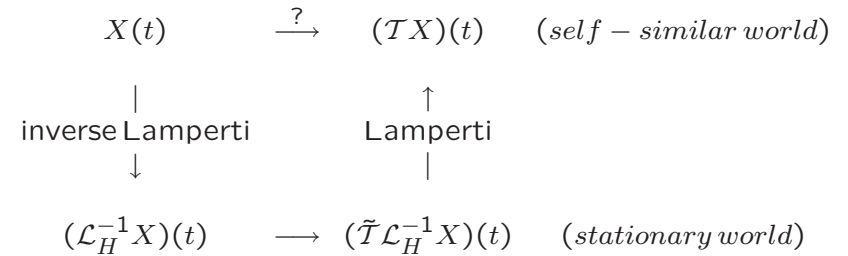 X(t) ?⟶ (𝒯X)(t) (self − similar world)
| ↑
inverse Lamperti Lamperti
↓ |
(ℒ_H^{−1}X)(t) ⟶ (𝒯̃ℒ_H^{−1}X)(t) (stationary world)